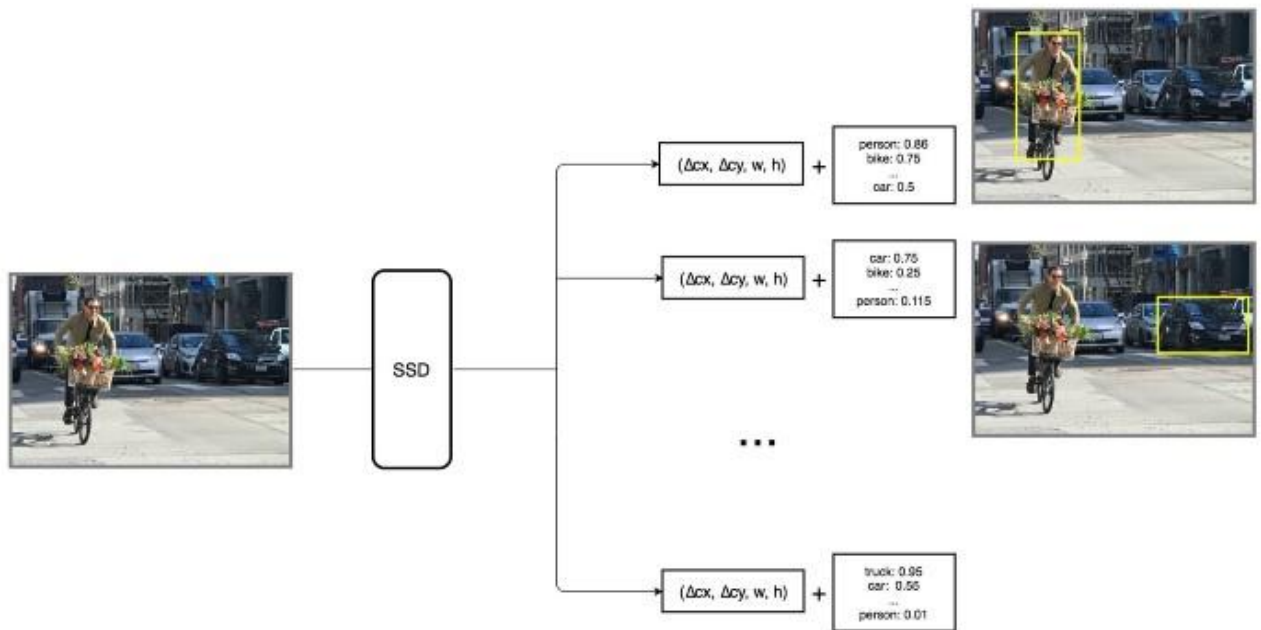 (Δcx, Δcy, w, h)
+
person: 0.86
bike: 0.75
...
car: 0.5
(Δcx, Δcy, w, h)
+
car: 0.75
bike: 0.25
...
person: 0.115
SSD
...
(Δcx, Δcy, w, h)
+
truck: 0.95
car: 0.55
...
person: 0.01